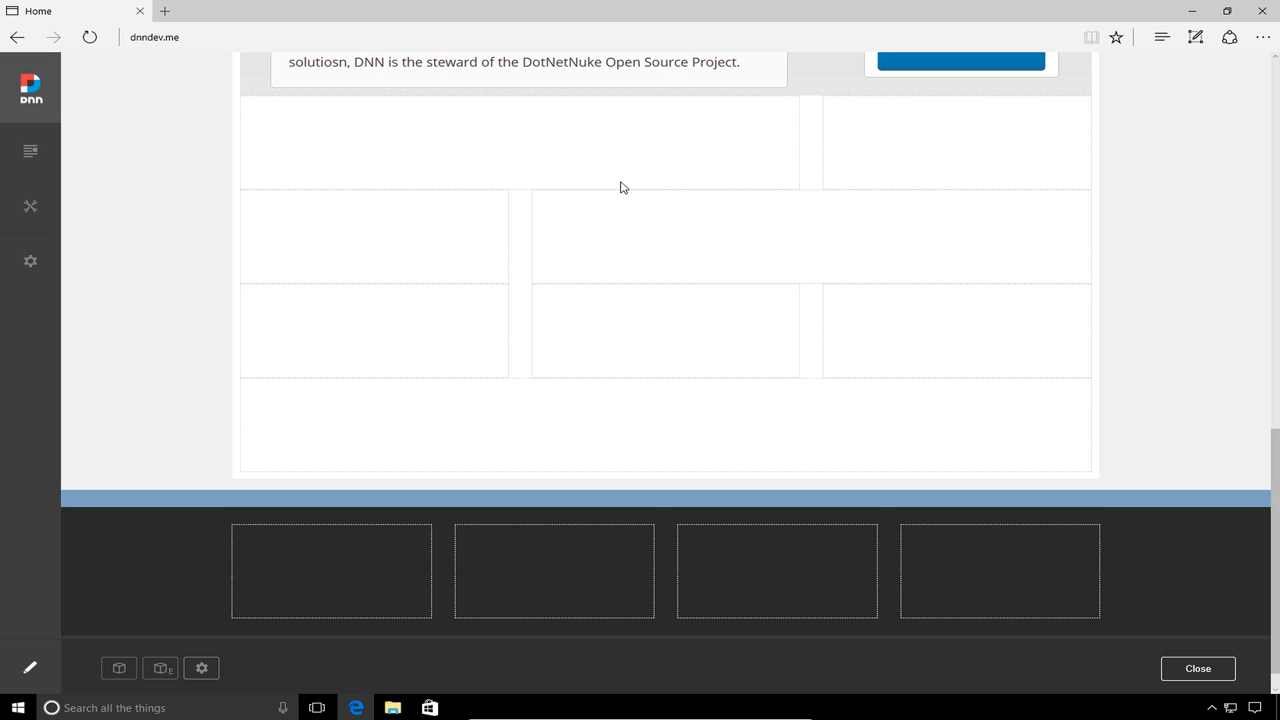 Home
dnndev.me
DNN
solutiosn, DNN is the steward of the DotNetNuke Open Source Project.
E
Close
Search all the things